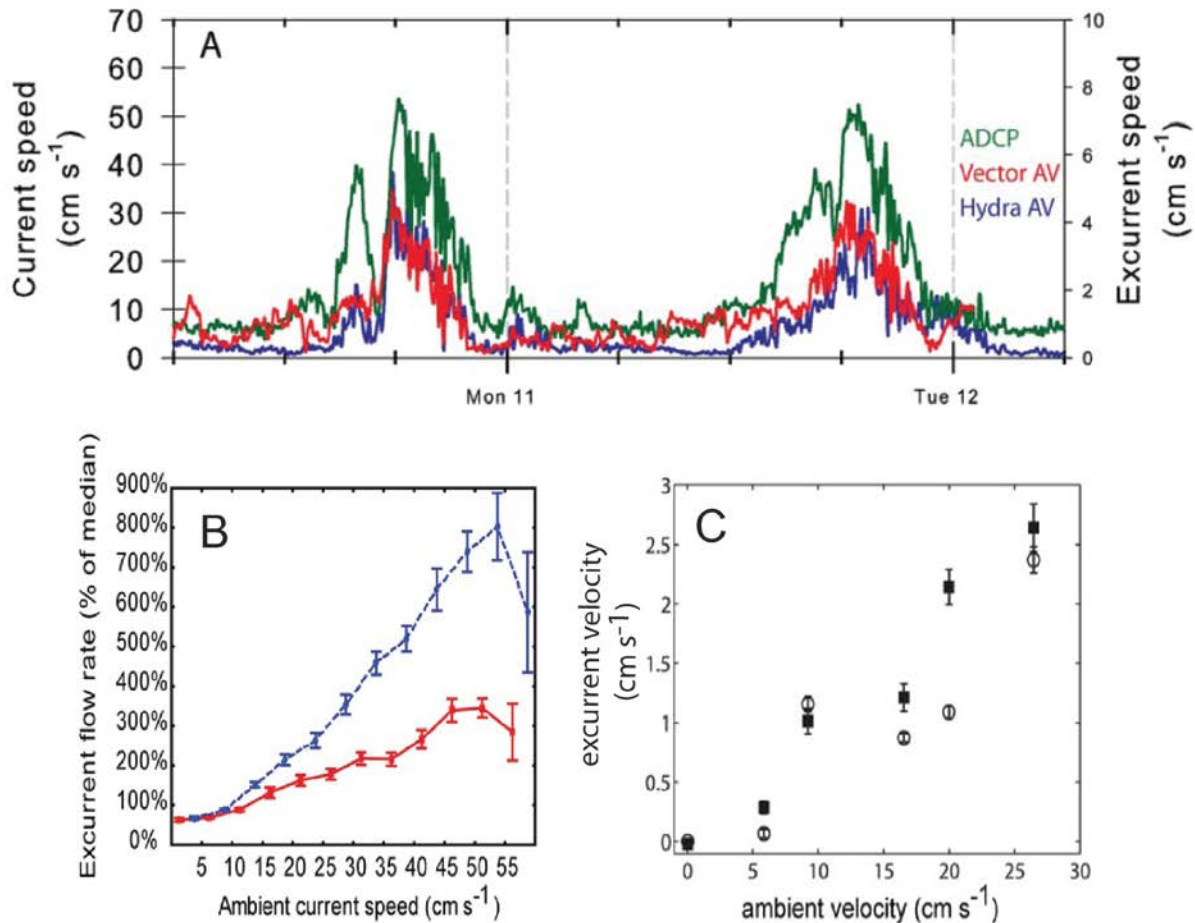 A
70
60
50
40
30
20
10
0
Current speed
(cm s⁻¹)
10
8
6
4
2
0
Excurrent speed
(cm s⁻¹)
ADCP
Vector AV
Hydra AV
Mon 11
Tue 12
B
900%
800%
700%
600%
500%
400%
300%
200%
100%
0%
Excurrent flow rate (% of median)
5 10 15 20 25 30 35 40 45 50 55
Ambient current speed (cm s⁻¹)
C
3
2.5
2
1.5
1
0.5
0
excurrent velocity
(cm s⁻¹)
0 5 10 15 20 25 30
ambient velocity (cm s⁻¹)